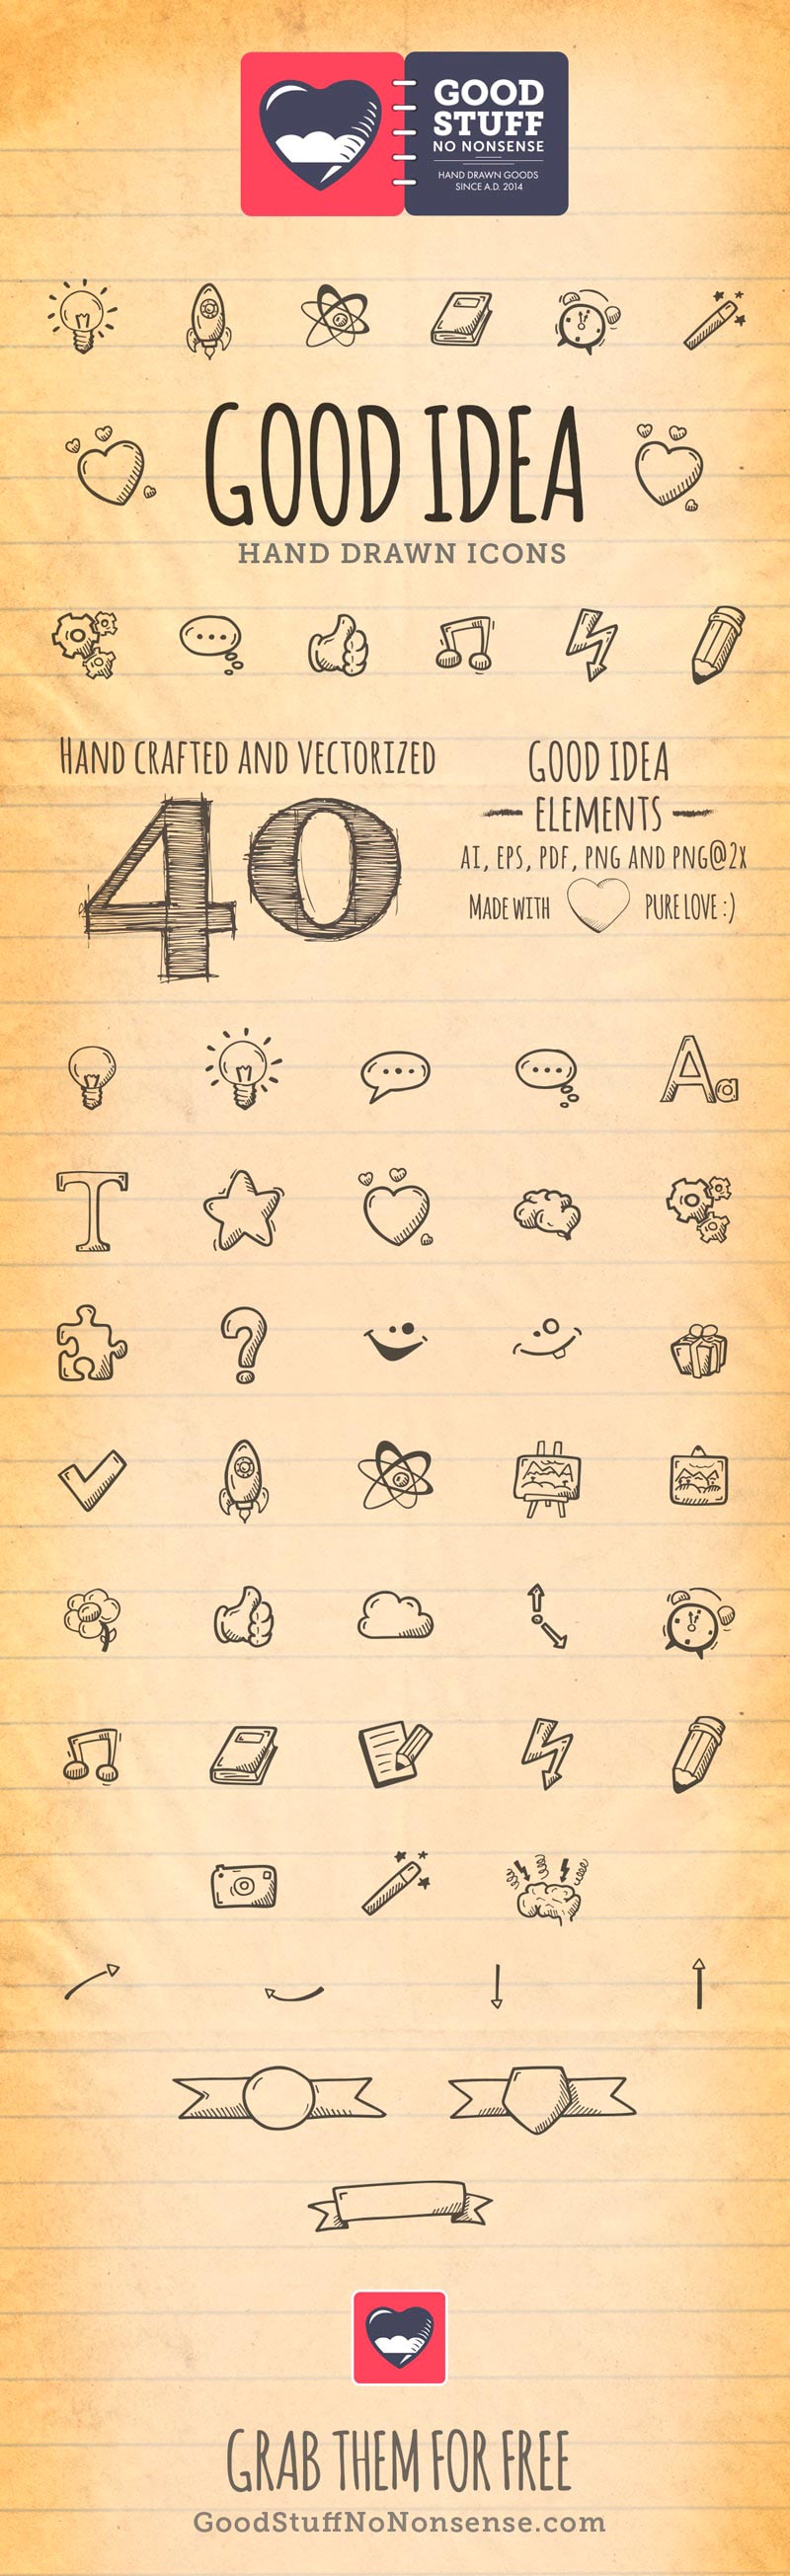 GOOD
STUFF
NO NONSENSE
HAND DRAWN GOODS
SINCE A.D. 2014
GOOD IDEA
HAND DRAWN ICONS
HAND CRAFTED AND VECTORIZED
40
GOOD IDEA
ELEMENTS
AI, EPS, PDF, PNG AND PNG@2X
MADE WITH PURE LOVE :)
Aa
T
?
GRAB THEM FOR FREE
GoodStuffNoNonsense.com